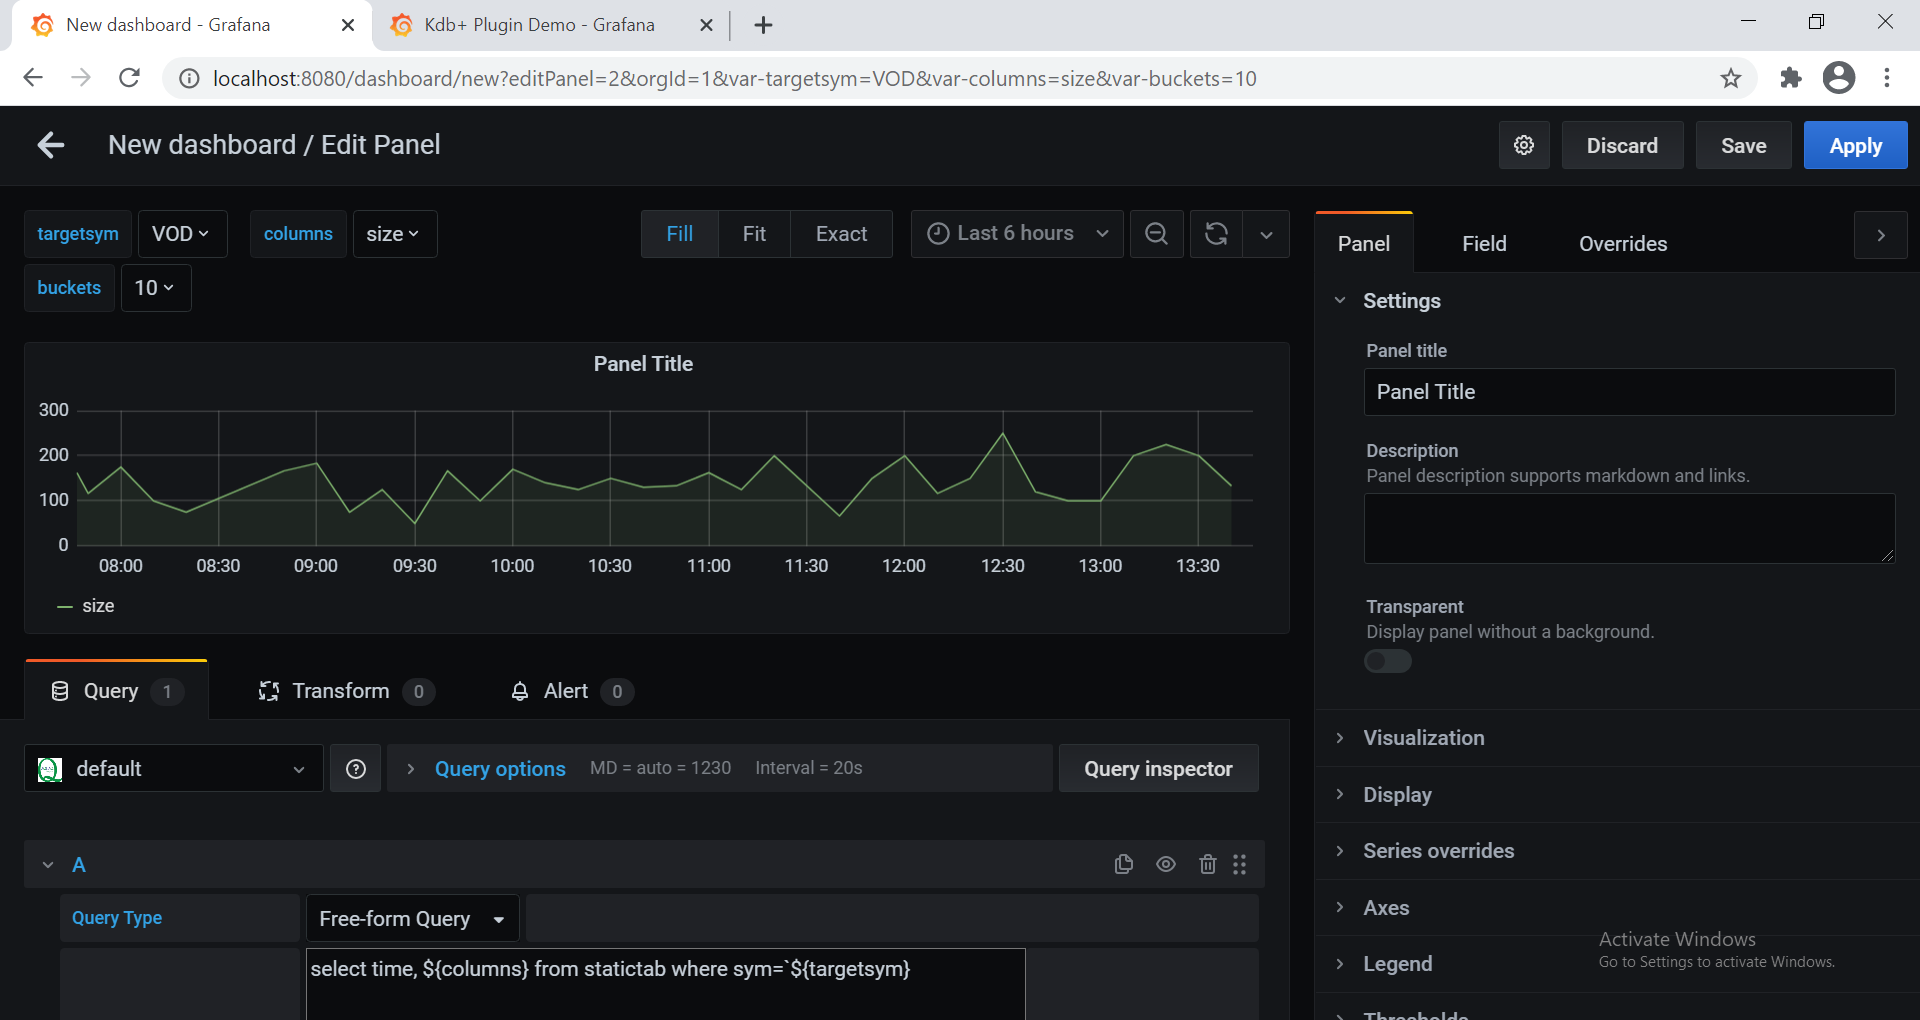 New dashboard - Grafana
Kdb+ Plugin Demo - Grafana
localhost:8080/dashboard/new?editPanel=2&orgId=1&var-targetsym=VOD&var-columns=size&var-buckets=10
New dashboard / Edit Panel
Discard
Save
Apply
targetsym
VOD
columns
size
Fill
Fit
Exact
Last 6 hours
buckets
10
Panel
Field
Overrides
Settings
Panel title
Panel Title
Description
Panel description supports markdown and links.
Transparent
Display panel without a background.
Visualization
Display
Series overrides
Axes
Legend
Thresholds
Panel Title
300
200
100
0
08:00
08:30
09:00
09:30
10:00
10:30
11:00
11:30
12:00
12:30
13:00
13:30
size
Query 1
Transform 0
Alert 0
default
Query options
MD = auto = 1230
Interval = 20s
Query inspector
A
Query Type
Free-form Query
select time, ${columns} from statictab where sym=`${targetsym}
Activate Windows
Go to Settings to activate Windows.